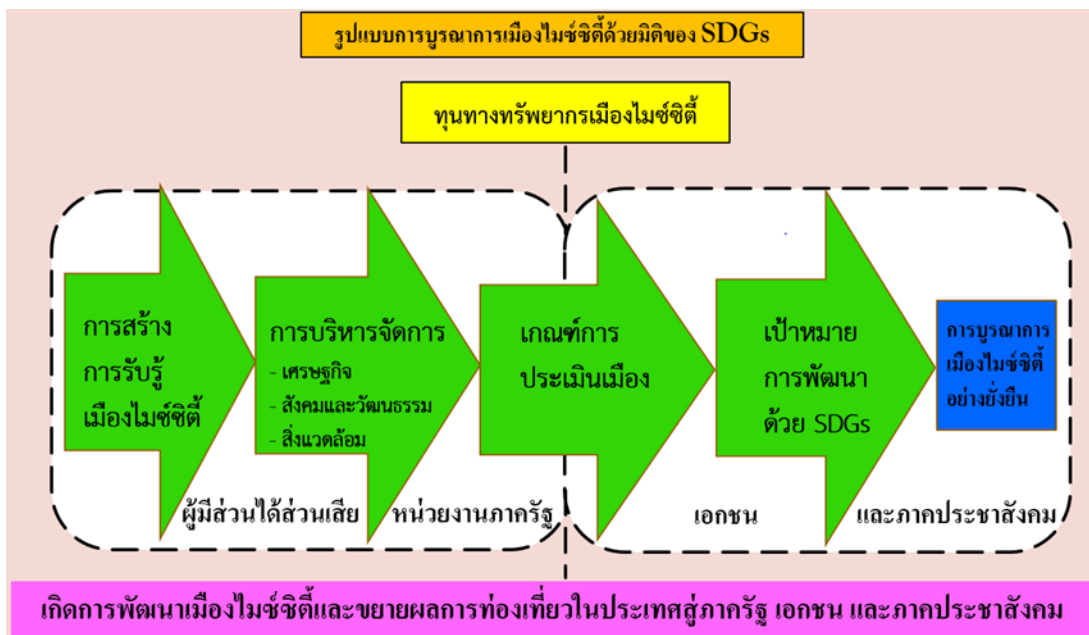 รูปแบบการบูรณาการเมืองไมซ์ซิตี้ด้วยมิติของ SDGs
ทุนทางทรัพยากรเมืองไมซ์ซิตี้
การสร้าง
การรับรู้
เมืองไมซ์ซิตี้
การบริหารจัดการ
- เศรษฐกิจ
- สังคมและวัฒนธรรม
- สิ่งแวดล้อม
เกณฑ์การ
ประเมินเมือง
เป้าหมาย
การพัฒนา
ด้วย SDGs
การบูรณาการ
เมืองไมซ์ซิตี้
อย่างยั่งยืน
ผู้มีส่วนได้ส่วนเสีย หน่วยงานภาครัฐ เอกชน และภาคประชาสังคม
เกิดการพัฒนาเมืองไมซ์ซิตี้และขยายผลการท่องเที่ยวในประเทศสู่ภาครัฐ เอกชน และภาคประชาสังคม